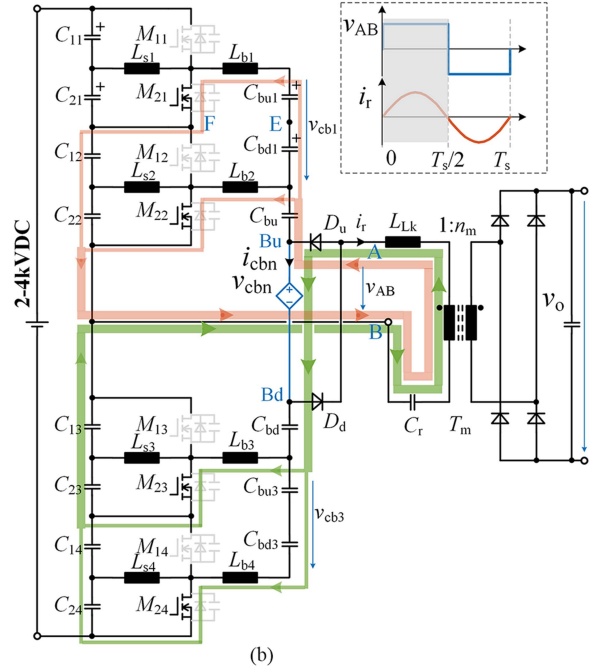 C11
+
M11
Ls1
Lb1
C21
+
M21
Cbu1
+
F
E
vcb1
C12
M12
Cbd1
+
Ls2
Lb2
C22
M22
Cbu
2-4kVDC
Bu
Du
ir
LLk
1:nm
A
icbn
vcbn
+
−
vAB
vo
B
Bd
Dd
Cr
Tm
C13
M13
Cbd
Ls3
Lb3
C23
M23
Cbu3
vcb3
C14
M14
Cbd3
Ls4
Lb4
C24
M24
vAB
ir
0
Ts/2
Ts
(b)